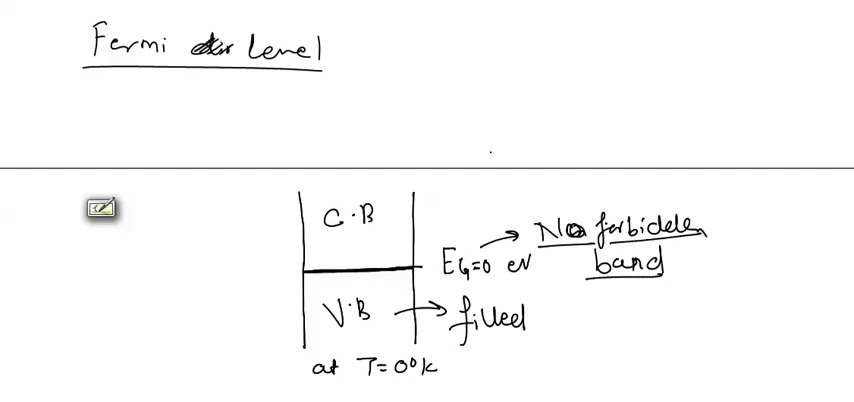 Fermi Level
C.B
No forbidden
EG=0 eV
band
V.B
filled
at T=0°K